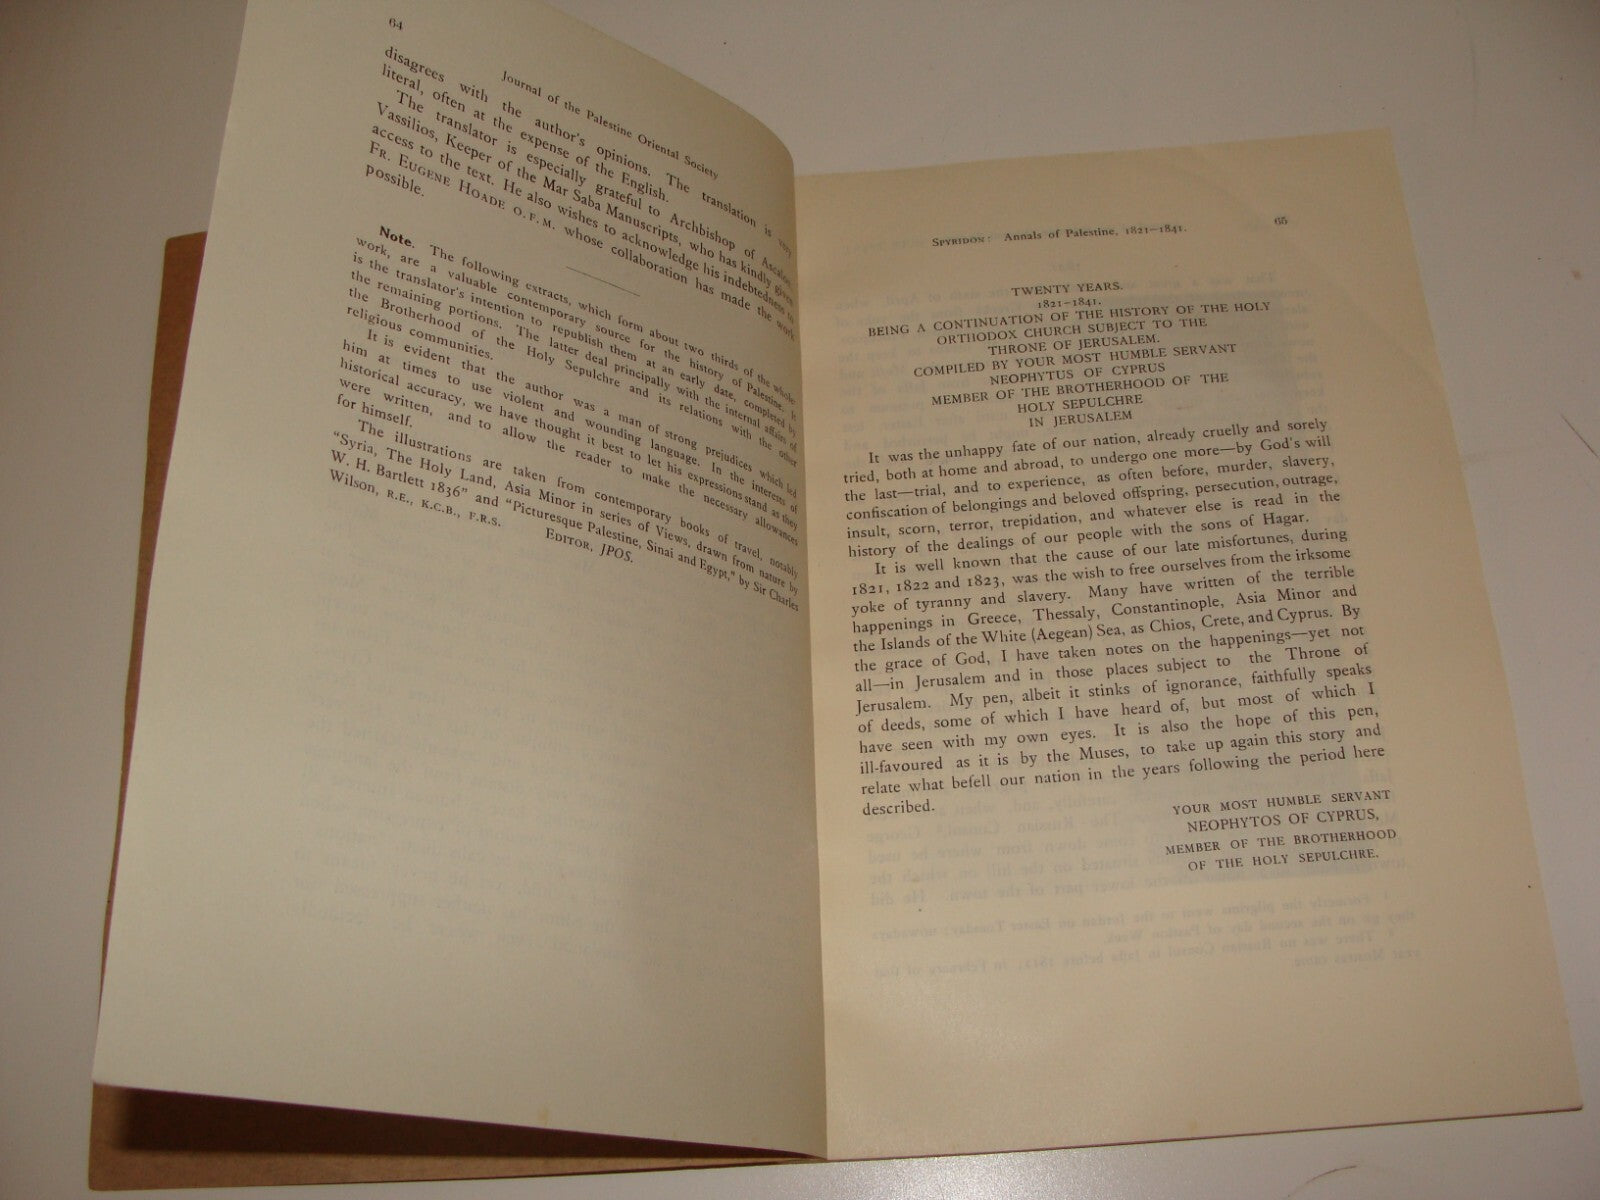 64
Journal of the Palestine Oriental Society
disagrees with the author's opinions. The translation is very
literal, often at the expense of the English.
The translator is especially grateful to Archbishop of Ascalon
Vassilios, Keeper of the Mar Saba Manuscripts, who has kindly given
access to the text. He also wishes to acknowledge his indebtedness to
FR. EUGENE HOADE O.F.M. whose collaboration has made the work
possible.
Note. The following extracts, which form about two thirds of the whole
work, are a valuable contemporary source for the history of Palestine. It
is the translator's intention to republish them at an early date, completed by
the remaining portions. The latter deal principally with the internal affairs of
the Brotherhood of the Holy Sepulchre and its relations with the other
religious communities.
It is evident that the author was a man of strong prejudices which led
him at times to use violent and wounding language. In the interests of
historical accuracy, we have thought it best to let his expressions stand as they
were written, and to allow the reader to make the necessary allowances
for himself.
The illustrations are taken from contemporary books of travel, notably
"Syria, The Holy Land, Asia Minor in series of Views, drawn from nature by
W. H. Bartlett 1836" and "Picturesque Palestine, Sinai and Egypt," by Sir Charles
Wilson, R.E., K.C.B., F.R.S.
EDITOR, JPOS.
SPYRIDON: Annals of Palestine, 1821–1841.
65
TWENTY YEARS.
1821–1841.
BEING A CONTINUATION OF THE HISTORY OF THE HOLY
ORTHODOX CHURCH SUBJECT TO THE
THRONE OF JERUSALEM.
COMPILED BY YOUR MOST HUMBLE SERVANT
NEOPHYTUS OF CYPRUS
MEMBER OF THE BROTHERHOOD OF THE
HOLY SEPULCHRE
IN JERUSALEM
It was the unhappy fate of our nation, already cruelly and sorely
tried, both at home and abroad, to undergo one more—by God's will
the last—trial, and to experience, as often before, murder, slavery,
confiscation of belongings and beloved offspring, persecution, outrage,
insult, scorn, terror, trepidation, and whatever else is read in the
history of the dealings of our people with the sons of Hagar.
It is well known that the cause of our late misfortunes, during
1821, 1822 and 1823, was the wish to free ourselves from the irksome
yoke of tyranny and slavery. Many have written of the terrible
happenings in Greece, Thessaly, Constantinople, Asia Minor and
the Islands of the White (Aegean) Sea, as Chios, Crete, and Cyprus. By
the grace of God, I have taken notes on the happenings—yet not
all—in Jerusalem and in those places subject to the Throne of
Jerusalem. My pen, albeit it stinks of ignorance, faithfully speaks
of deeds, some of which I have heard of, but most of which I
have seen with my own eyes. It is also the hope of this pen,
ill-favoured as it is by the Muses, to take up again this story and
relate what befell our nation in the years following the period here
described.
YOUR MOST HUMBLE SERVANT
NEOPHYTOS OF CYPRUS,
MEMBER OF THE BROTHERHOOD
OF THE HOLY SEPULCHRE.